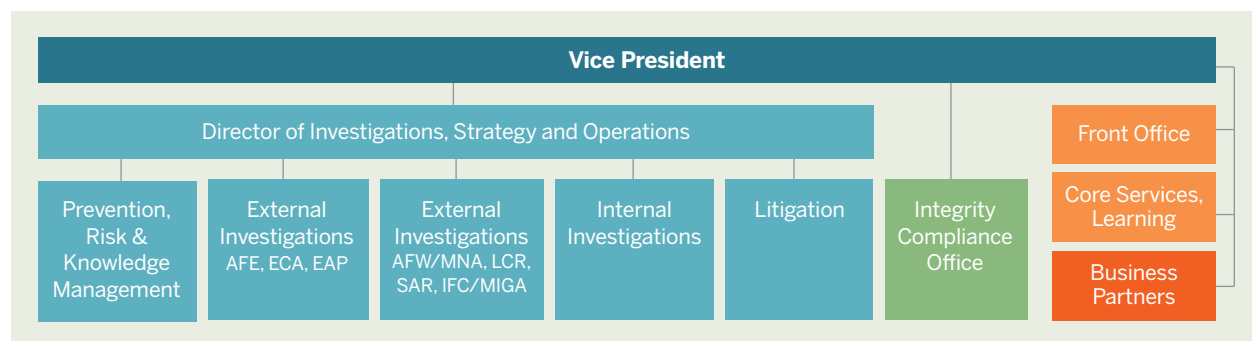 Vice President
Director of Investigations, Strategy and Operations
Prevention,
Risk &
Knowledge
Management
External
Investigations
AFE, ECA, EAP
External
Investigations
AFW/MNA, LCR,
SAR, IFC/MIGA
Internal
Investigations
Litigation
Integrity
Compliance
Office
Front Office
Core Services,
Learning
Business
Partners